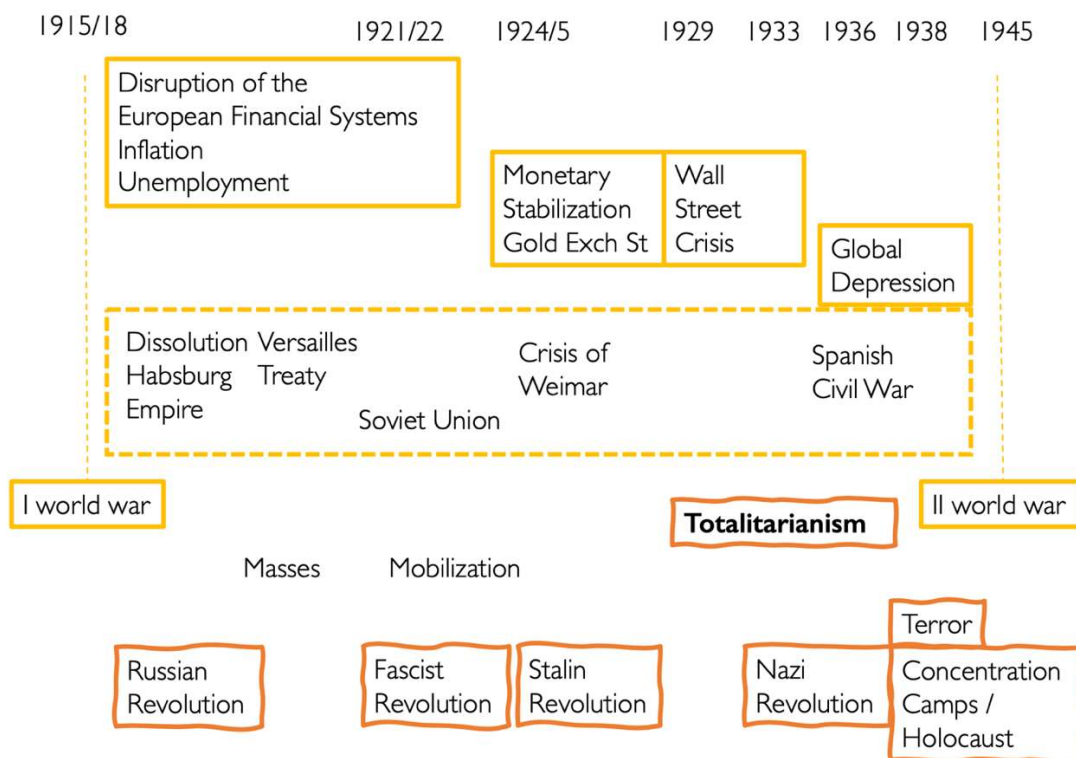 1915/18 1921/22 1924/5 1929 1933 1936 1938 1945
Disruption of the
European Financial Systems
Inflation
Unemployment
Monetary
Stabilization
Gold Exch St
Wall
Street
Crisis
Global
Depression
Dissolution
Habsburg
Empire
Versailles
Treaty
Soviet Union
Crisis of
Weimar
Spanish
Civil War
I world war
II world war
Totalitarianism
Masses
Mobilization
Russian
Revolution
Fascist
Revolution
Stalin
Revolution
Nazi
Revolution
Terror
Concentration
Camps /
Holocaust